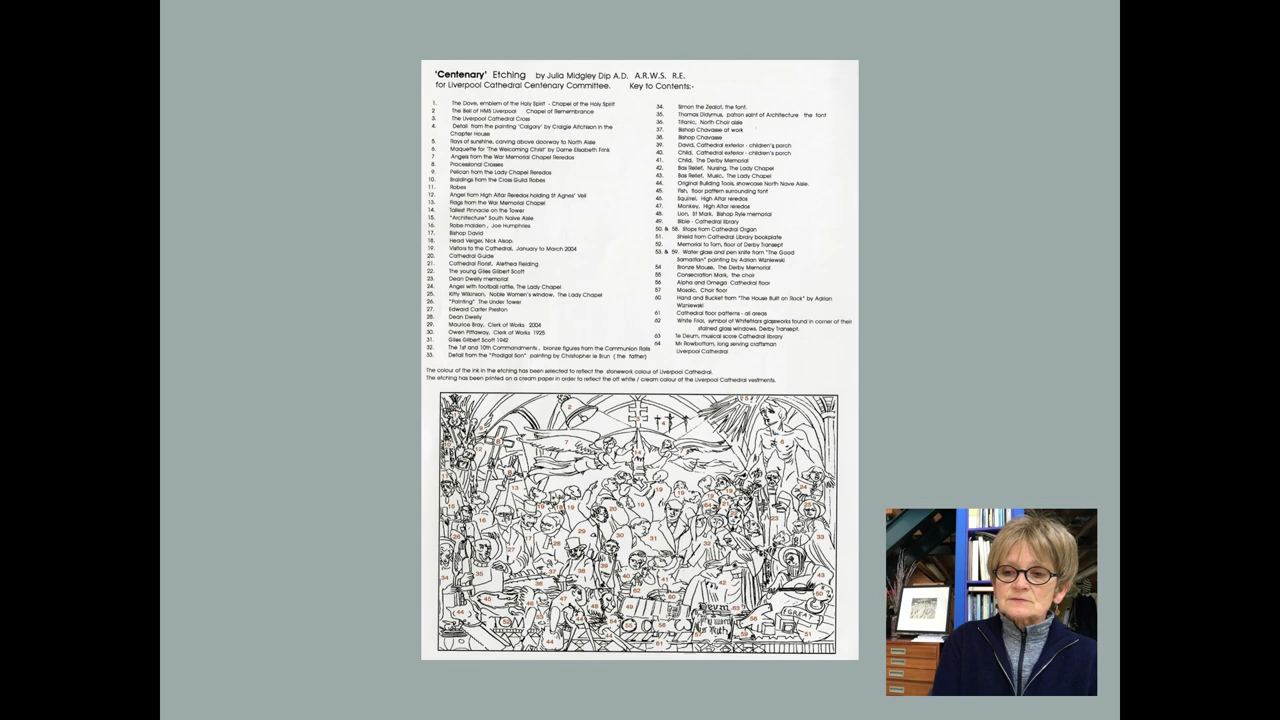 'Centenary' Etching by Julia Midgley Dip A.D. A.R.W.S. R.E.
for Liverpool Cathedral Centenary Committee. Key to Contents:-
1. The Dove, emblem of the Holy Spirit - Chapel of the Holy Spirit
2 The Bell of HMS Liverpool Chapel of Remembrance
3. The Liverpool Cathedral Cross
4. Detail from the painting 'Calgary' by Craigie Aitchison in the
Chapter House
5. Rays of sunshine, carving above doorway to North Aisle
6. Maquette for 'The Welcoming Christ' by Dame Elisabeth Frink
7 Angels from the War Memorial Chapel Reredos
8. Processional Crosses
9. Pelican from the Lady Chapel Reredos
10. Braidings from the Cross Guild Robes
11. Robes
12. Angel from High Altar Reredos holding St Agnes' Veil
13. Flags from the War Memorial Chapel
14. Tallest Pinnacle on the Tower
15. "Architecture" South Naive Aisle
16. Robe maiden, Joe Humphries
17. Bishop David
18. Head Verger, Nick Alsop.
19. Visitors to the Cathedral, January to March 2004
20. Cathedral Guide
21. Cathedral Florist, Alethea Fielding
22. The young Giles Gilbert Scott
23. Dean Dwelly memorial
24. Angel with football rattle, The Lady Chapel
25. Kitty Wilkinson, Noble Women's window, The Lady Chapel
26. "Painting" The Under Tower
27. Edward Carter Preston
28. Dean Dwelly
29. Maurice Bray, Clerk of Works 2004
30. Owen Pittaway, Clerk of Works 1925
31. Giles Gilbert Scott 1942
32. The 1st and 10th Commandments, bronze figures from the Communion Rails
33. Detail from the "Prodigal Son" painting by Christopher le Brun ( the father)
34. Simon the Zealot, the font.
35. Thomas Didymus, patron saint of Architecture the font
36. Titanic, North Choir aisle
37. Bishop Chavasse at work
38. Bishop Chavasse
39. David, Cathedral exterior - children's porch
40. Child, Cathedral exterior - children's porch
41. Child, The Derby Memorial
42. Bas Relief, Nursing, The Lady Chapel
43. Bas Relief, Music, The Lady Chapel
44. Original Building Tools, showcase North Nave Aisle.
45. Fish, floor pattern surrounding font
46. Squirrel, High Altar reredos
47. Monkey, High Altar reredos
48. Lion, St Mark, Bishop Ryle memorial
49. Bible - Cathedral library
50. & 58. Stops from Cathedral Organ
51. Shield from Cathedral Library bookplate
52. Memorial to Tom, floor of Derby Transept
53. & 59. Water glass and pen knife from "The Good
Samaritan" painting by Adrian Wizniewski
54 Bronze Mouse, The Derby Memorial
55 Consecration Mark, the choir
56 Alpha and Omega Cathedral floor
57 Mosaic, Choir floor
60 Hand and Bucket from "The House Built on Rock" by Adrian
Wizniewski
61 Cathedral floor patterns - all areas
62 White Friar, symbol of Whitefriars glassworks found in corner of their
stained glass windows. Derby Transept.
63 Te Deum, musical score Cathedral library
64 Mr Rowbottom, long serving craftsman
Liverpool Cathedral
The colour of the ink in the etching has been selected to reflect the stonework colour of Liverpool Cathedral.
The etching has been printed on a cream paper in order to reflect the off white / cream colour of the Liverpool Cathedral vestments.